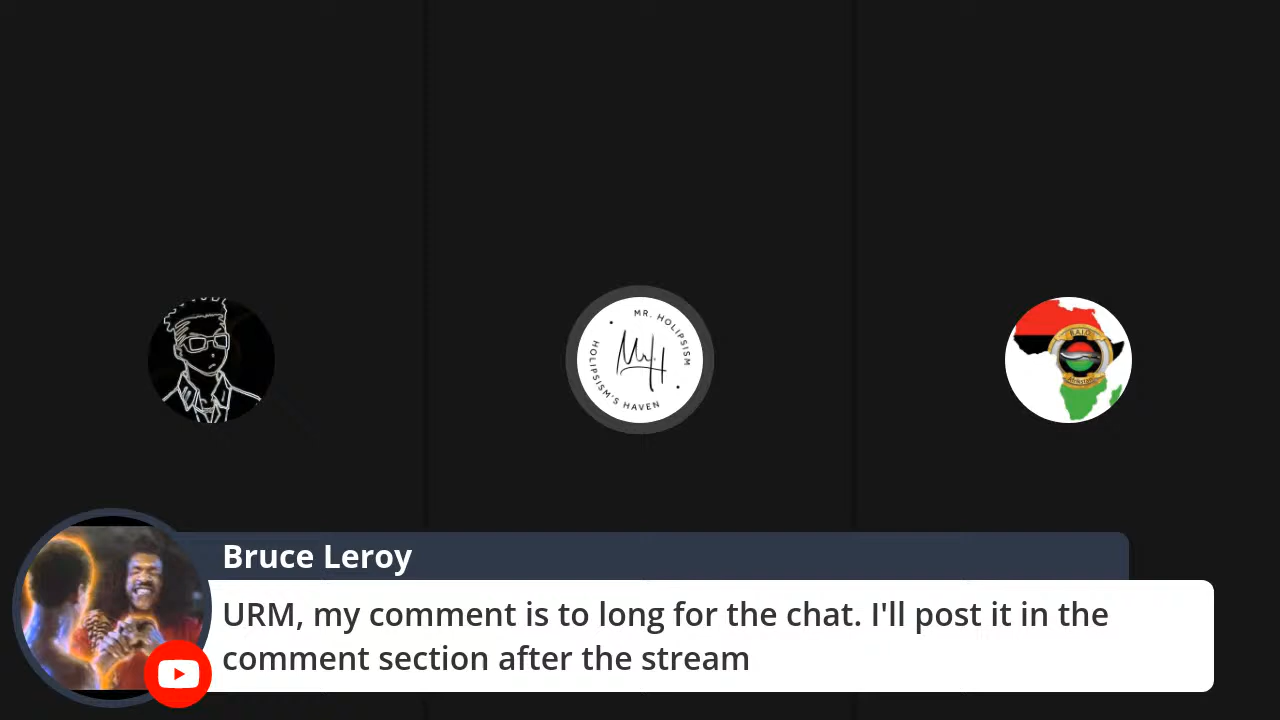 MR. HOLIPSISM
HOLIPSISM'S HAVEN
Bruce Leroy
URM, my comment is to long for the chat. I'll post it in the
comment section after the stream